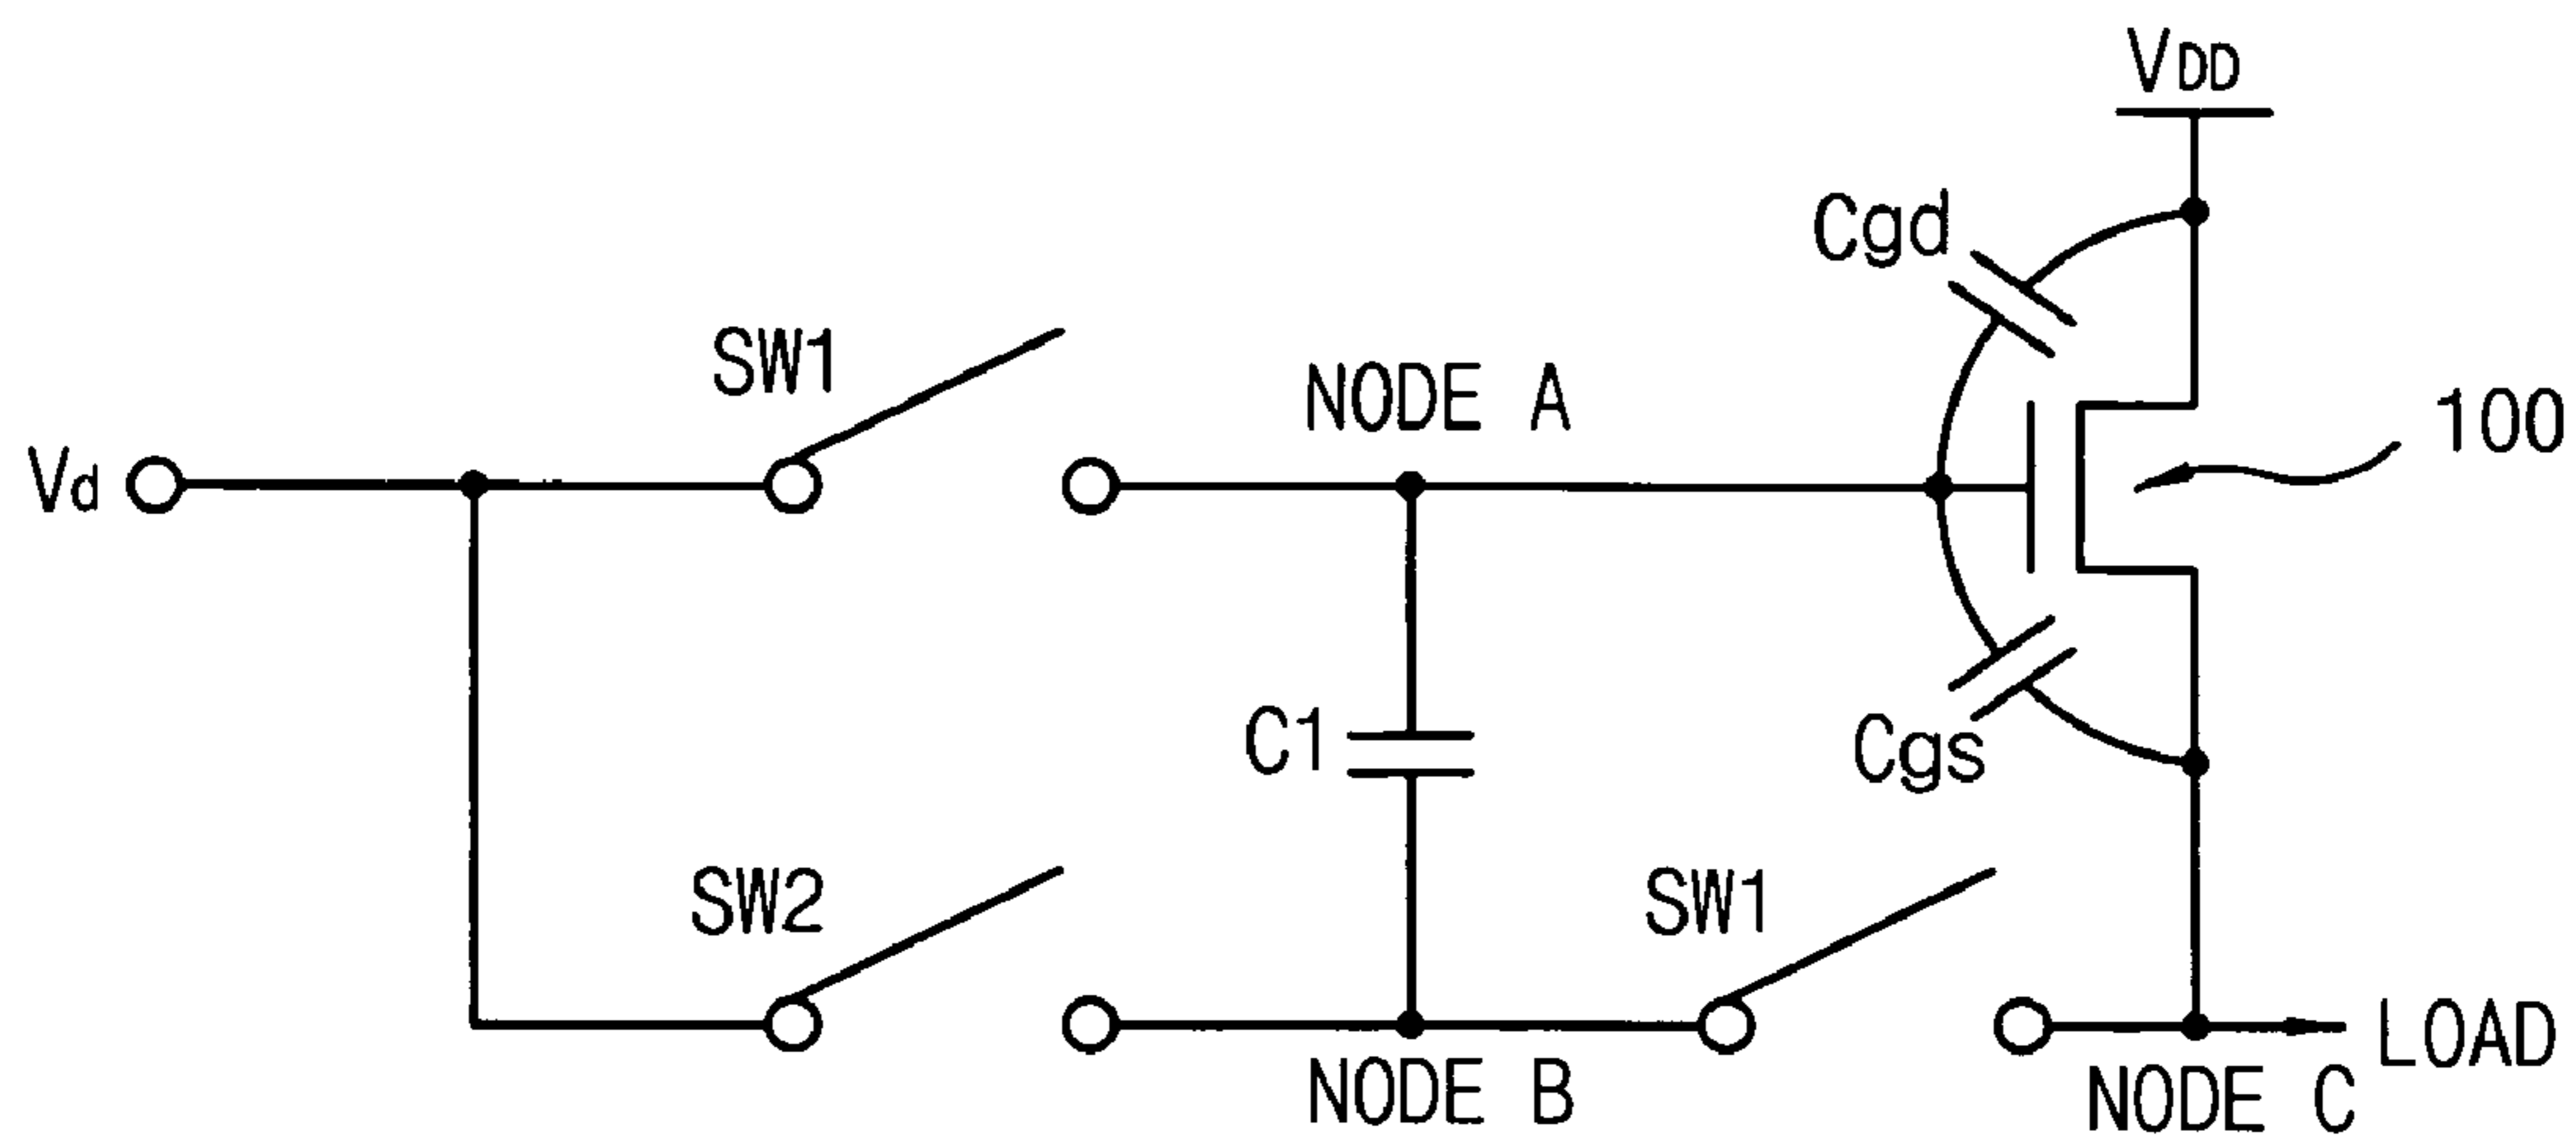 VDD
Cgd
SW1
NODE A
100
Vd
C1
Cgs
SW2
SW1
LOAD
NODE B
NODE C